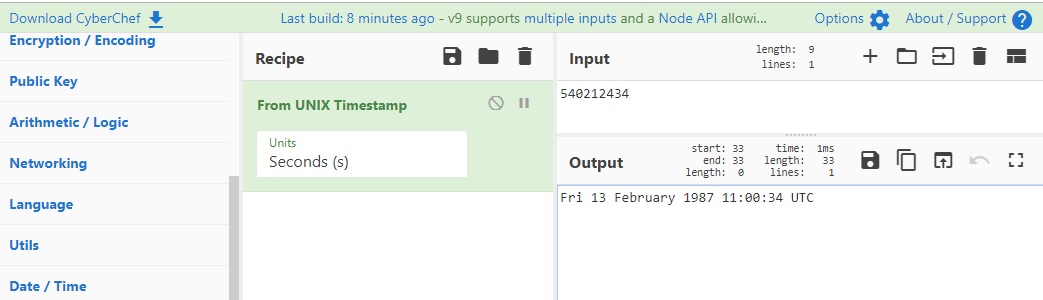 Download CyberChef
Last build: 8 minutes ago - v9 supports multiple inputs and a Node API allowi...
Options
About / Support
Encryption / Encoding
Public Key
Arithmetic / Logic
Networking
Language
Utils
Date / Time
Recipe
From UNIX Timestamp
Units
Seconds (s)
Input
length: 9
lines: 1
540212434
Output
start: 33
end: 33
length: 0
time: 1ms
length: 33
lines: 1
Fri 13 February 1987 11:00:34 UTC